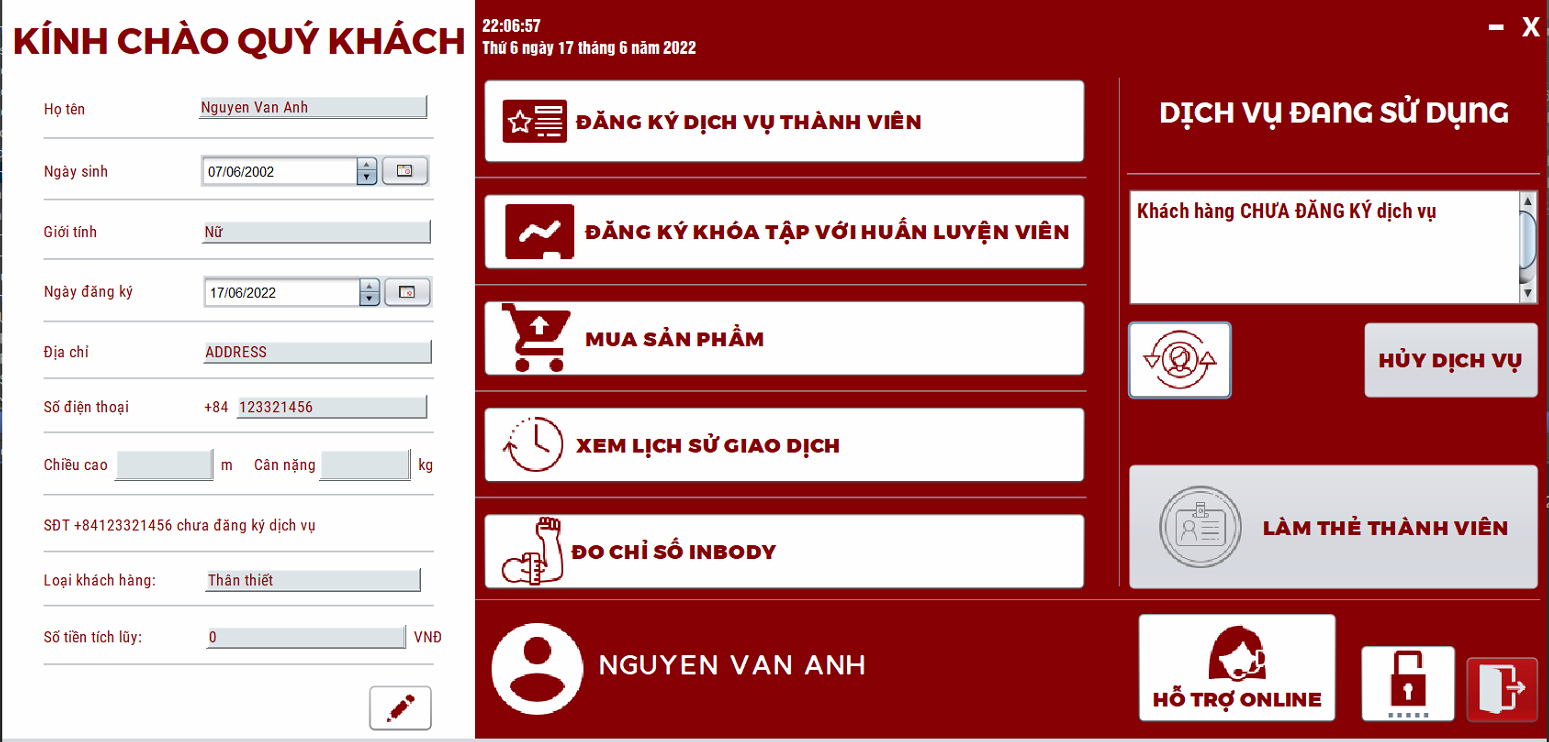 KÍNH CHÀO QUÝ KHÁCH
Họ tên Nguyen Van Anh
Ngày sinh 07/06/2002
Giới tính Nữ
Ngày đăng ký 17/06/2022
Địa chỉ ADDRESS
Số điện thoại +84 123321456
Chiều cao m Cân nặng kg
SĐT +84123321456 chưa đăng ký dịch vụ
Loại khách hàng: Thân thiết
Số tiền tích lũy: 0 VNĐ
22:06:57
Thứ 6 ngày 17 tháng 6 năm 2022
ĐĂNG KÝ DỊCH VỤ THÀNH VIÊN
ĐĂNG KÝ KHÓA TẬP VỚI HUẤN LUYỆN VIÊN
MUA SẢN PHẨM
XEM LỊCH SỬ GIAO DỊCH
ĐO CHỈ SỐ INBODY
NGUYEN VAN ANH
– X
DỊCH VỤ ĐANG SỬ DỤNG
Khách hàng CHƯA ĐĂNG KÝ dịch vụ
HỦY DỊCH VỤ
LÀM THẺ THÀNH VIÊN
HỖ TRỢ ONLINE